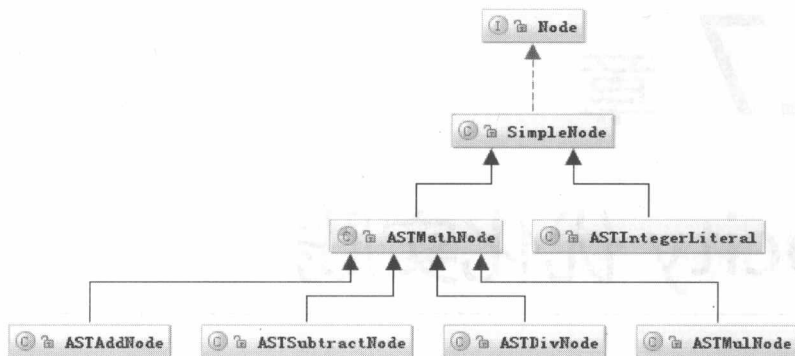 I Node
C SimpleNode
C ASTMathNode
C ASTIntegerLiteral
C ASTAddNode
C ASTSubtractNode
C ASTDivNode
C ASTMulNode